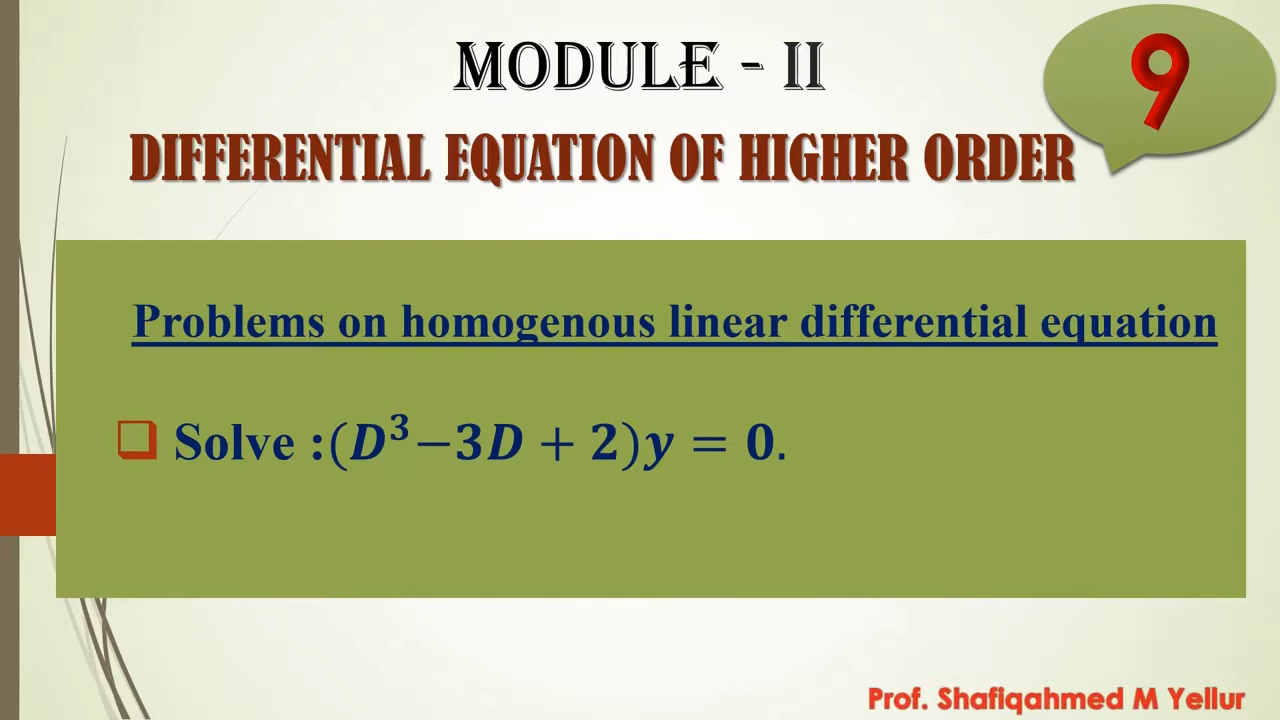 MODULE - II
9
DIFFERENTIAL EQUATION OF HIGHER ORDER
Problems on homogenous linear differential equation
❑ Solve :(𝑫³−𝟑𝑫 + 𝟐)𝒚 = 𝟎.
Prof. Shafiqahmed M Yellur